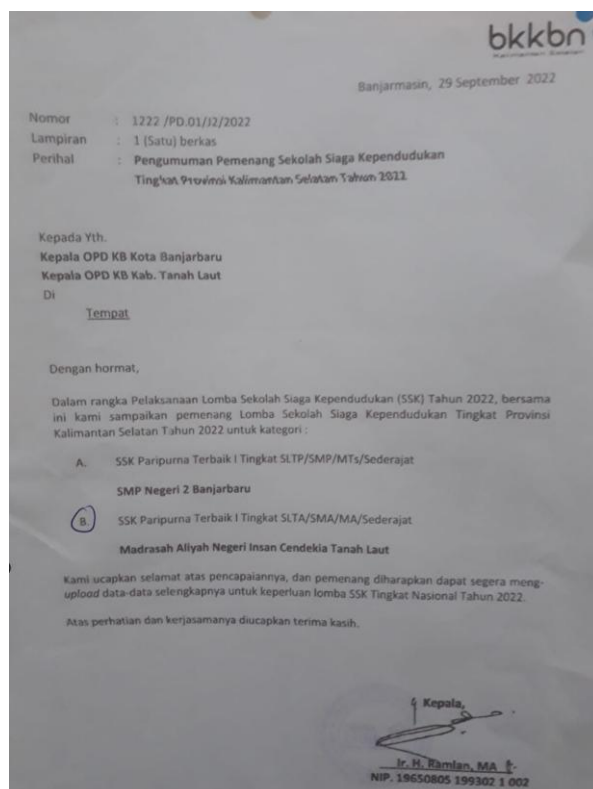 bkkbn
Kalimantan Selatan
Banjarmasin, 29 September 2022
Nomor : 1222 /PD.01/J2/2022
Lampiran : 1 (Satu) berkas
Perihal : Pengumuman Pemenang Sekolah Siaga Kependudukan
Tingkat Provinsi Kalimantan Selatan Tahun 2022
Kepada Yth.
Kepala OPD KB Kota Banjarbaru
Kepala OPD KB Kab. Tanah Laut
Di
Tempat
Dengan hormat,
Dalam rangka Pelaksanaan Lomba Sekolah Siaga Kependudukan (SSK) Tahun 2022, bersama
ini kami sampaikan pemenang Lomba Sekolah Siaga Kependudukan Tingkat Provinsi
Kalimantan Selatan Tahun 2022 untuk kategori :
A. SSK Paripurna Terbaik I Tingkat SLTP/SMP/MTs/Sederajat
SMP Negeri 2 Banjarbaru
B. SSK Paripurna Terbaik I Tingkat SLTA/SMA/MA/Sederajat
Madrasah Aliyah Negeri Insan Cendekia Tanah Laut
Kami ucapkan selamat atas pencapaiannya, dan pemenang diharapkan dapat segera meng-
upload data-data selengkapnya untuk keperluan lomba SSK Tingkat Nasional Tahun 2022.
Atas perhatian dan kerjasamanya diucapkan terima kasih.
Kepala,
Ir. H. Ramlan, MA
NIP. 19650805 199302 1 002